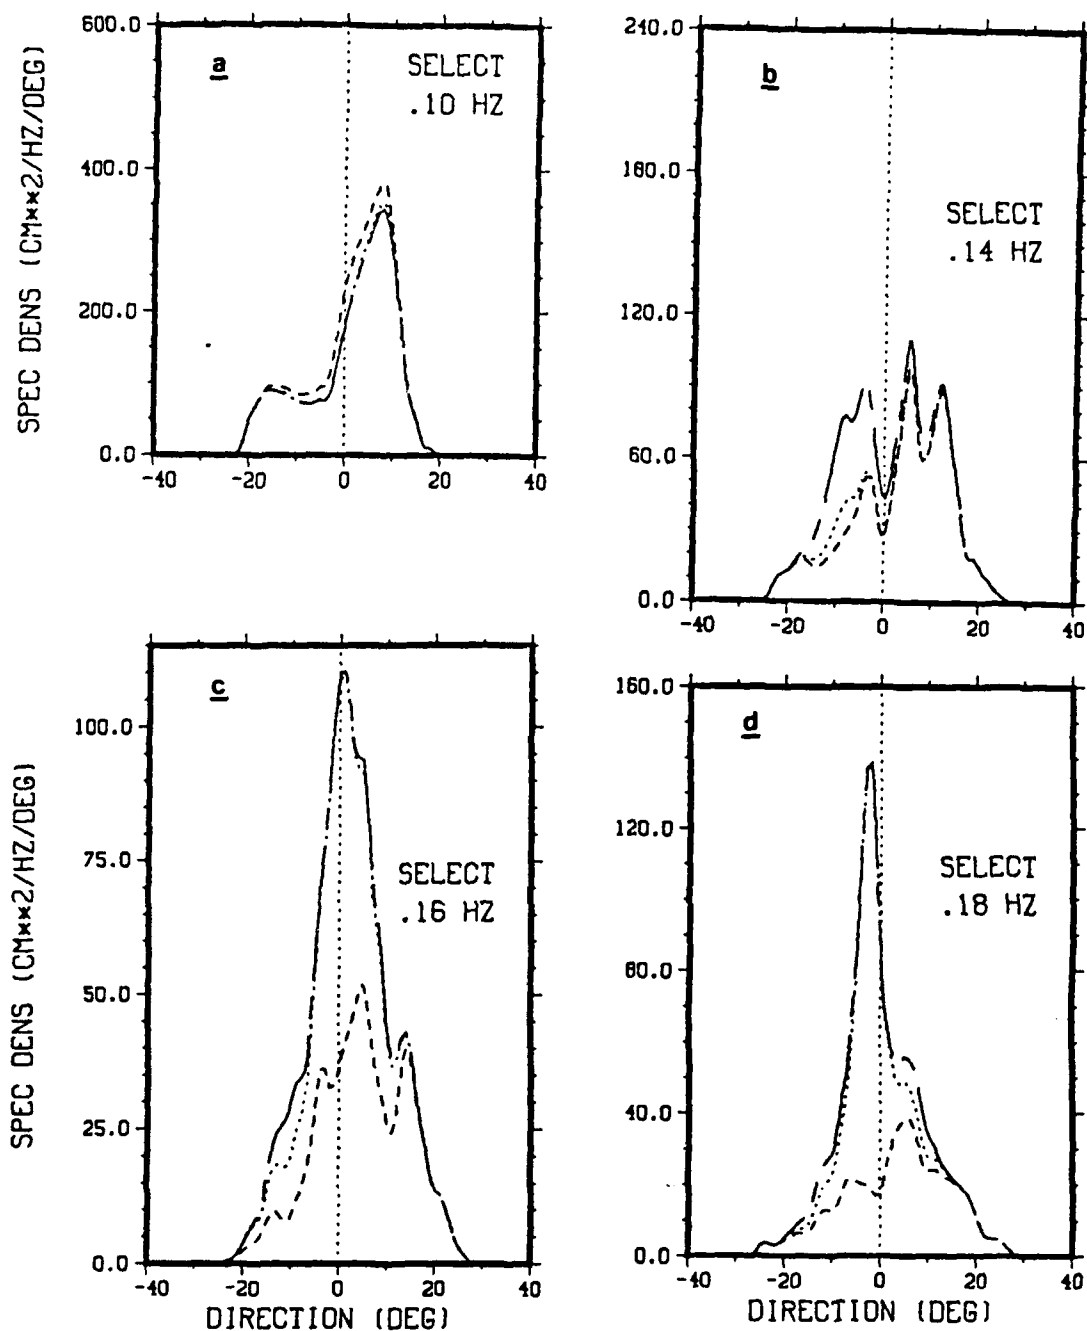 SPEC DENS (CM**2/HZ/DEG)
600.0
400.0
200.0
0.0
a
SELECT
.10 HZ
-40
-20
0
20
40
240.0
180.0
120.0
60.0
0.0
b
SELECT
.14 HZ
-20
0
20
40
SPEC DENS (CM**2/HZ/DEG)
100.0
75.0
50.0
25.0
0.0
c
SELECT
.16 HZ
-40
-20
0
20
DIRECTION (DEG)
160.0
120.0
80.0
40.0
0.0
d
SELECT
.18 HZ
-40
-20
0
20
40
DIRECTION (DEG)